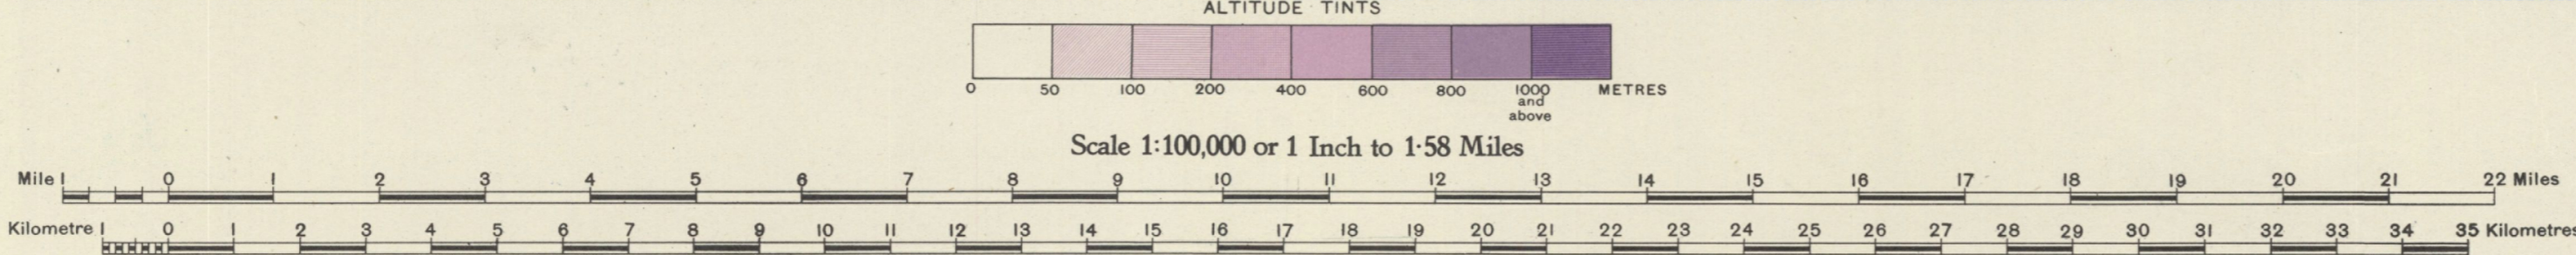 ALTITUDE TINTS
0 50 100 200 400 600 800 1000 METRES
and
above
Scale 1:100,000 or 1 Inch to 1·58 Miles
Mile 1 0 1 2 3 4 5 6 7 8 9 10 11 12 13 14 15 16 17 18 19 20 21 22 Miles
Kilometre 1 0 1 2 3 4 5 6 7 8 9 10 11 12 13 14 15 16 17 18 19 20 21 22 23 24 25 26 27 28 29 30 31 32 33 34 35 Kilometres